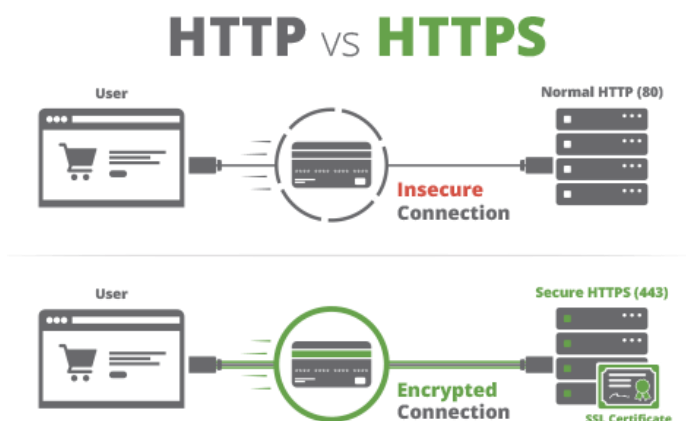 HTTP vs HTTPS
User
Normal HTTP (80)
Insecure
Connection
User
Secure HTTPS (443)
Encrypted
Connection
SSL Certificate